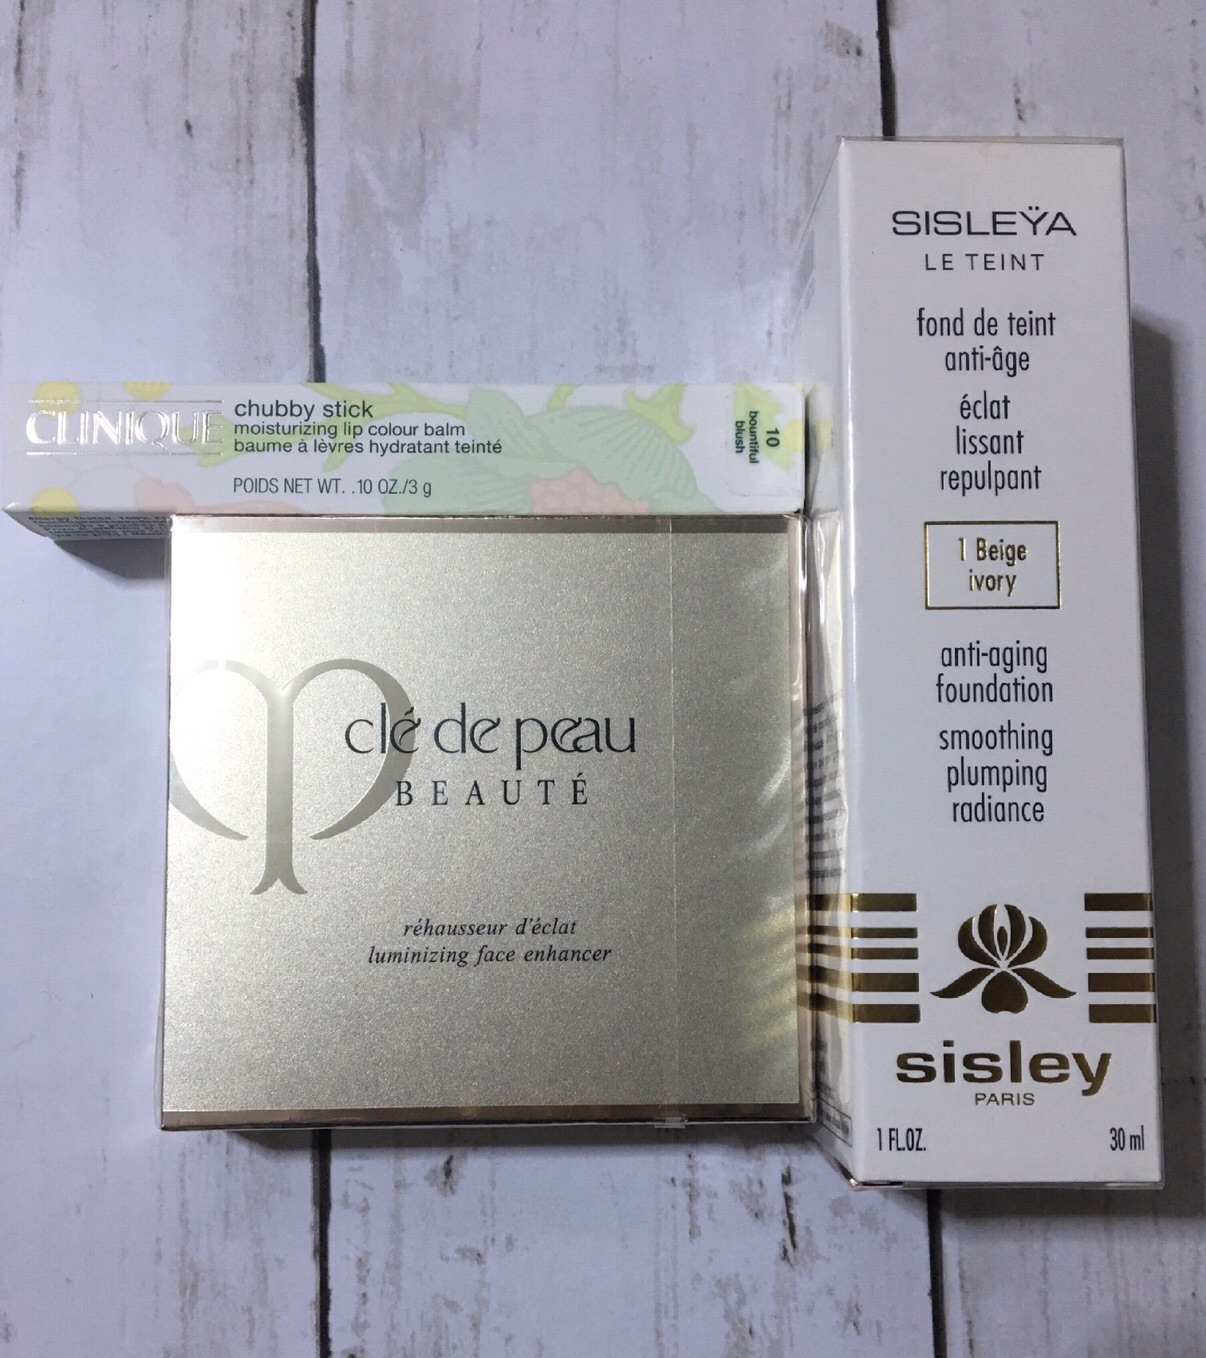 CLINIQUE
chubby stick
moisturizing lip colour balm
baume à lèvres hydratant teinté
POIDS NET WT. .10 OZ./3 g
10
bountiful
blush
clé de peau
BEAUTÉ
réhausseur d'éclat
luminizing face enhancer
SISLEŸA
LE TEINT
fond de teint
anti-âge
éclat
lissant
repulpant
1 Beige
ivory
anti-aging
foundation
smoothing
plumping
radiance
sisley
PARIS
1 FL.OZ.
30 ml